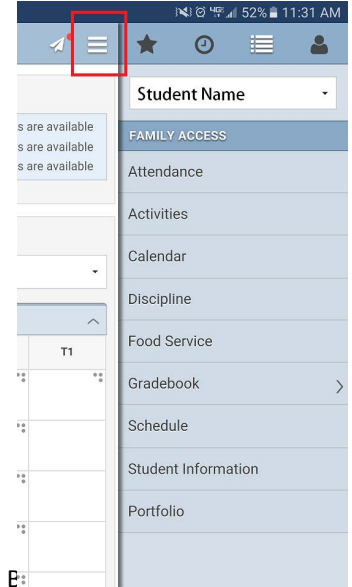 52% 11:31 AM
Student Name
s are available
s are available
s are available
FAMILY ACCESS
Attendance
Activities
Calendar
Discipline
Food Service
T1
Gradebook
Schedule
Student Information
Portfolio